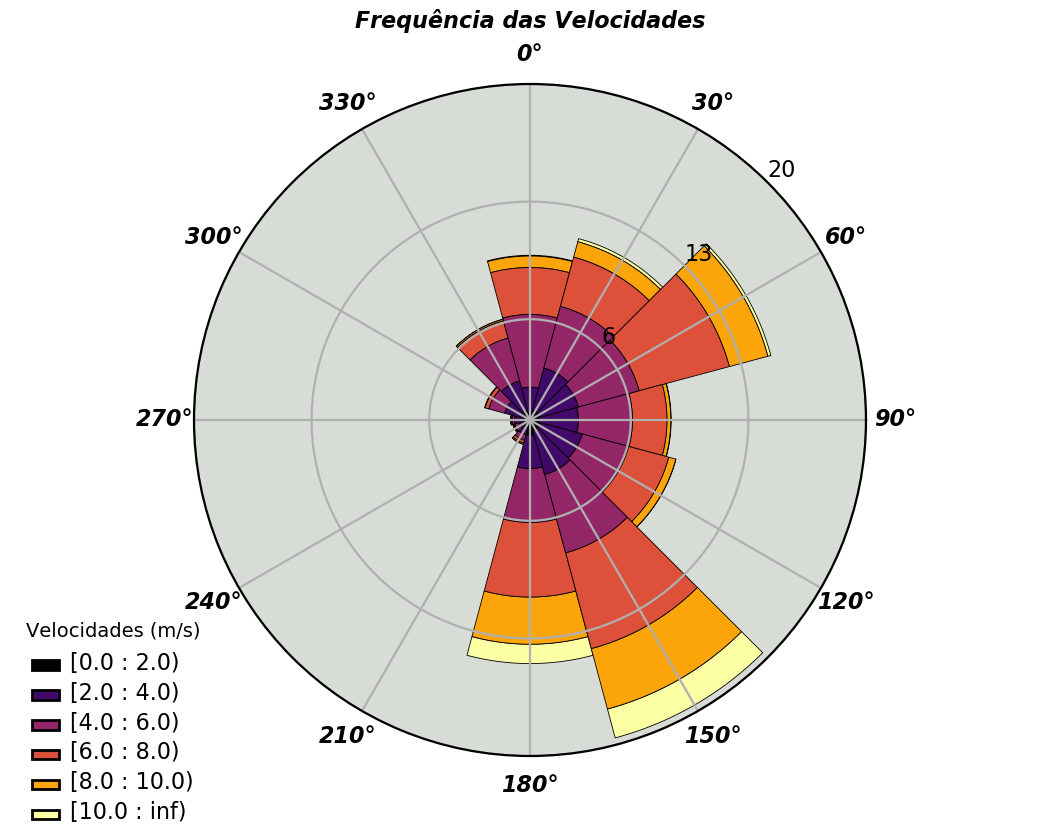 Frequência das Velocidades
0°
330°
30°
20
300°
60°
13
6
270°
90°
240°
120°
210°
150°
180°
Velocidades (m/s)
[0.0 : 2.0)
[2.0 : 4.0)
[4.0 : 6.0)
[6.0 : 8.0)
[8.0 : 10.0)
[10.0 : inf)